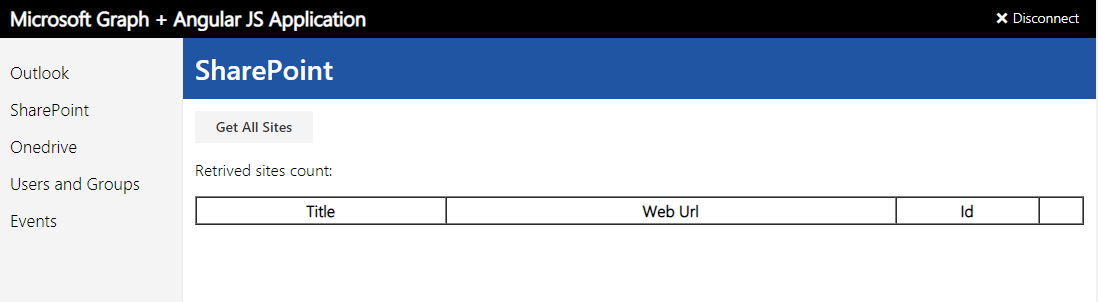 Microsoft Graph + Angular JS Application
Disconnect
Outlook
SharePoint
Onedrive
Users and Groups
Events
SharePoint
Get All Sites
Retrived sites count:
Title Web Url Id